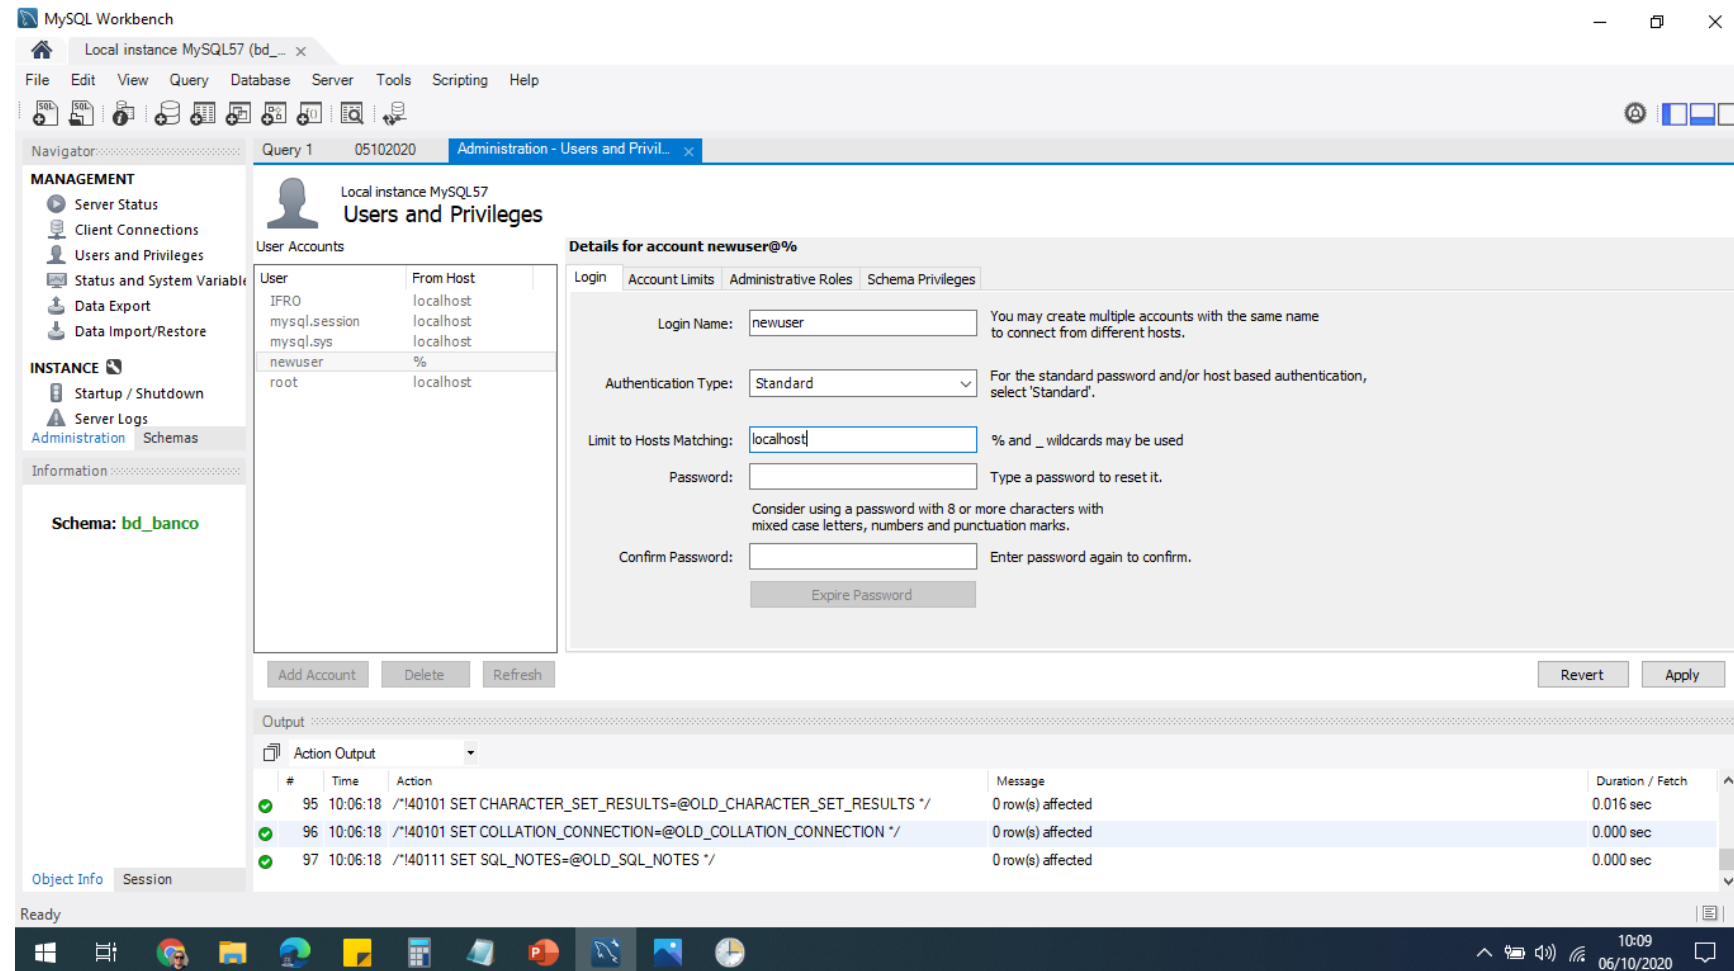 MySQL Workbench
Local instance MySQL57 (bd_...
File Edit View Query Database Server Tools Scripting Help
Navigator
MANAGEMENT
Server Status
Client Connections
Users and Privileges
Status and System Variable
Data Export
Data Import/Restore
INSTANCE
Startup / Shutdown
Server Logs
Administration Schemas
Information
Schema: bd_banco
Object Info Session
Query 1 05102020 Administration - Users and Privil...
Local instance MySQL57
Users and Privileges
User Accounts
User From Host
IFRO localhost
mysql.session localhost
mysql.sys localhost
newuser %
root localhost
Add Account Delete Refresh
Details for account newuser@%
Login Account Limits Administrative Roles Schema Privileges
Login Name: newuser You may create multiple accounts with the same name
to connect from different hosts.
Authentication Type: Standard For the standard password and/or host based authentication,
select 'Standard'.
Limit to Hosts Matching: localhost % and _ wildcards may be used
Password: Type a password to reset it.
Consider using a password with 8 or more characters with
mixed case letters, numbers and punctuation marks.
Confirm Password: Enter password again to confirm.
Expire Password
Revert Apply
Output
Action Output
# Time Action Message Duration / Fetch
95 10:06:18 /*!40101 SET CHARACTER_SET_RESULTS=@OLD_CHARACTER_SET_RESULTS */ 0 row(s) affected 0.016 sec
96 10:06:18 /*!40101 SET COLLATION_CONNECTION=@OLD_COLLATION_CONNECTION */ 0 row(s) affected 0.000 sec
97 10:06:18 /*!40111 SET SQL_NOTES=@OLD_SQL_NOTES */ 0 row(s) affected 0.000 sec
Ready
10:09
06/10/2020